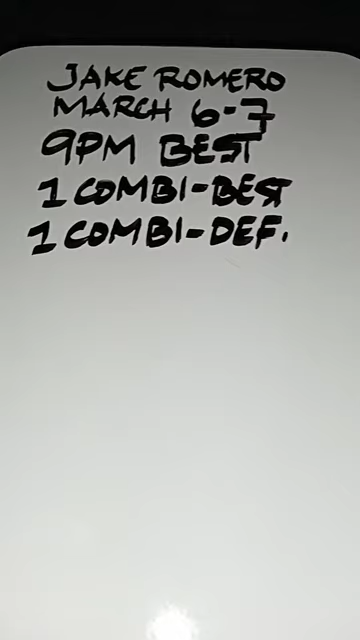 JAKE ROMERO
MARCH 6-7
9PM BEST
1 COMBI-BEST
1 COMBI-DEF.